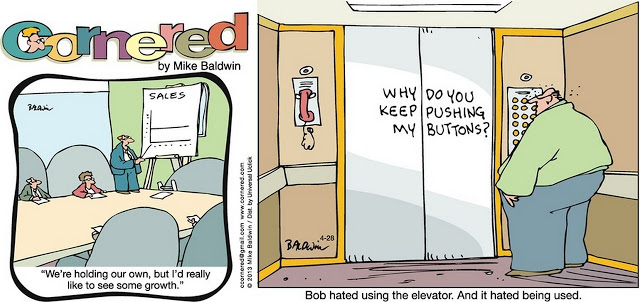 Cornered
by Mike Baldwin
BALDWIN
SALES
"We're holding our own, but I'd really
like to see some growth."
cornered@gmail.com www.cornered.com
© 2013 Mike Baldwin / Dist. by Universal Uclick
WHY DO YOU
KEEP PUSHING
MY BUTTONS?
4-28
BALDWIN
Bob hated using the elevator. And it hated being used.